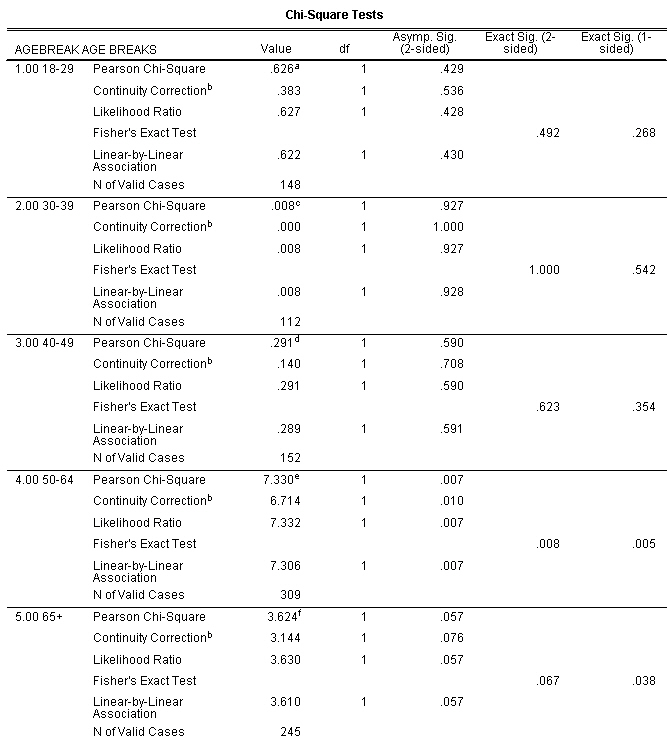 Chi-Square Tests
AGEBREAK AGE BREAKS Value df Asymp. Sig. (2-sided) Exact Sig. (2-sided) Exact Sig. (1-sided)
1.00 18-29 Pearson Chi-Square .626a 1 .429
Continuity Correctionb .383 1 .536
Likelihood Ratio .627 1 .428
Fisher's Exact Test .492 .268
Linear-by-Linear Association .622 1 .430
N of Valid Cases 148
2.00 30-39 Pearson Chi-Square .008c 1 .927
Continuity Correctionb .000 1 1.000
Likelihood Ratio .008 1 .927
Fisher's Exact Test 1.000 .542
Linear-by-Linear Association .008 1 .928
N of Valid Cases 112
3.00 40-49 Pearson Chi-Square .291d 1 .590
Continuity Correctionb .140 1 .708
Likelihood Ratio .291 1 .590
Fisher's Exact Test .623 .354
Linear-by-Linear Association .289 1 .591
N of Valid Cases 152
4.00 50-64 Pearson Chi-Square 7.330e 1 .007
Continuity Correctionb 6.714 1 .010
Likelihood Ratio 7.332 1 .007
Fisher's Exact Test .008 .005
Linear-by-Linear Association 7.306 1 .007
N of Valid Cases 309
5.00 65+ Pearson Chi-Square 3.624f 1 .057
Continuity Correctionb 3.144 1 .076
Likelihood Ratio 3.630 1 .057
Fisher's Exact Test .067 .038
Linear-by-Linear Association 3.610 1 .057
N of Valid Cases 245